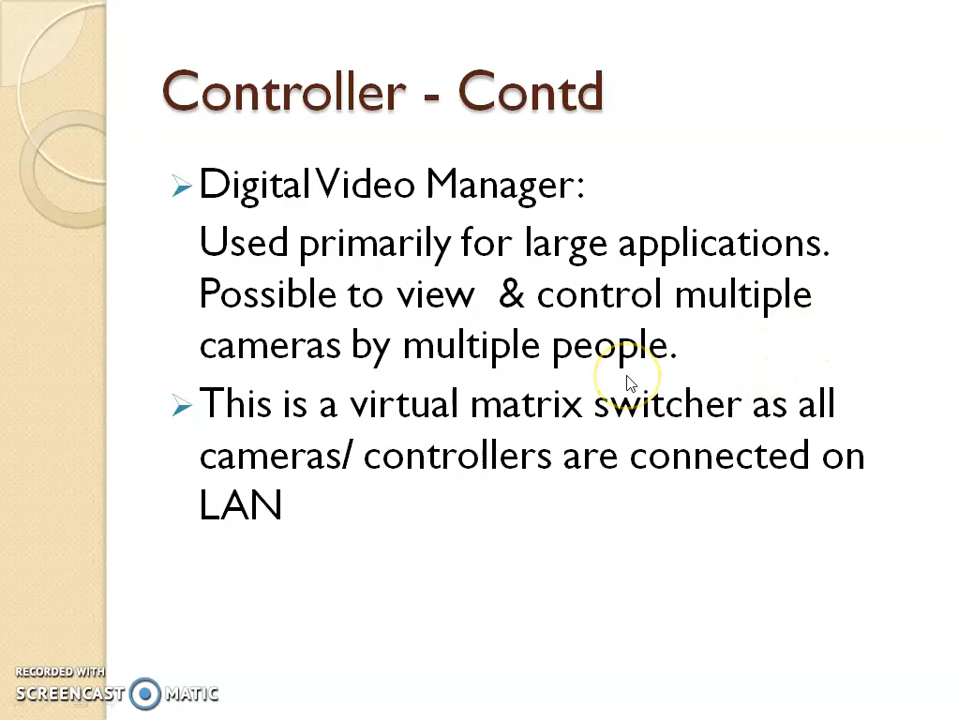 Controller - Contd
Digital Video Manager:
Used primarily for large applications.
Possible to view & control multiple
cameras by multiple people.
This is a virtual matrix switcher as all
cameras/ controllers are connected on
LAN
RECORDED WITH
SCREENCAST MATIC